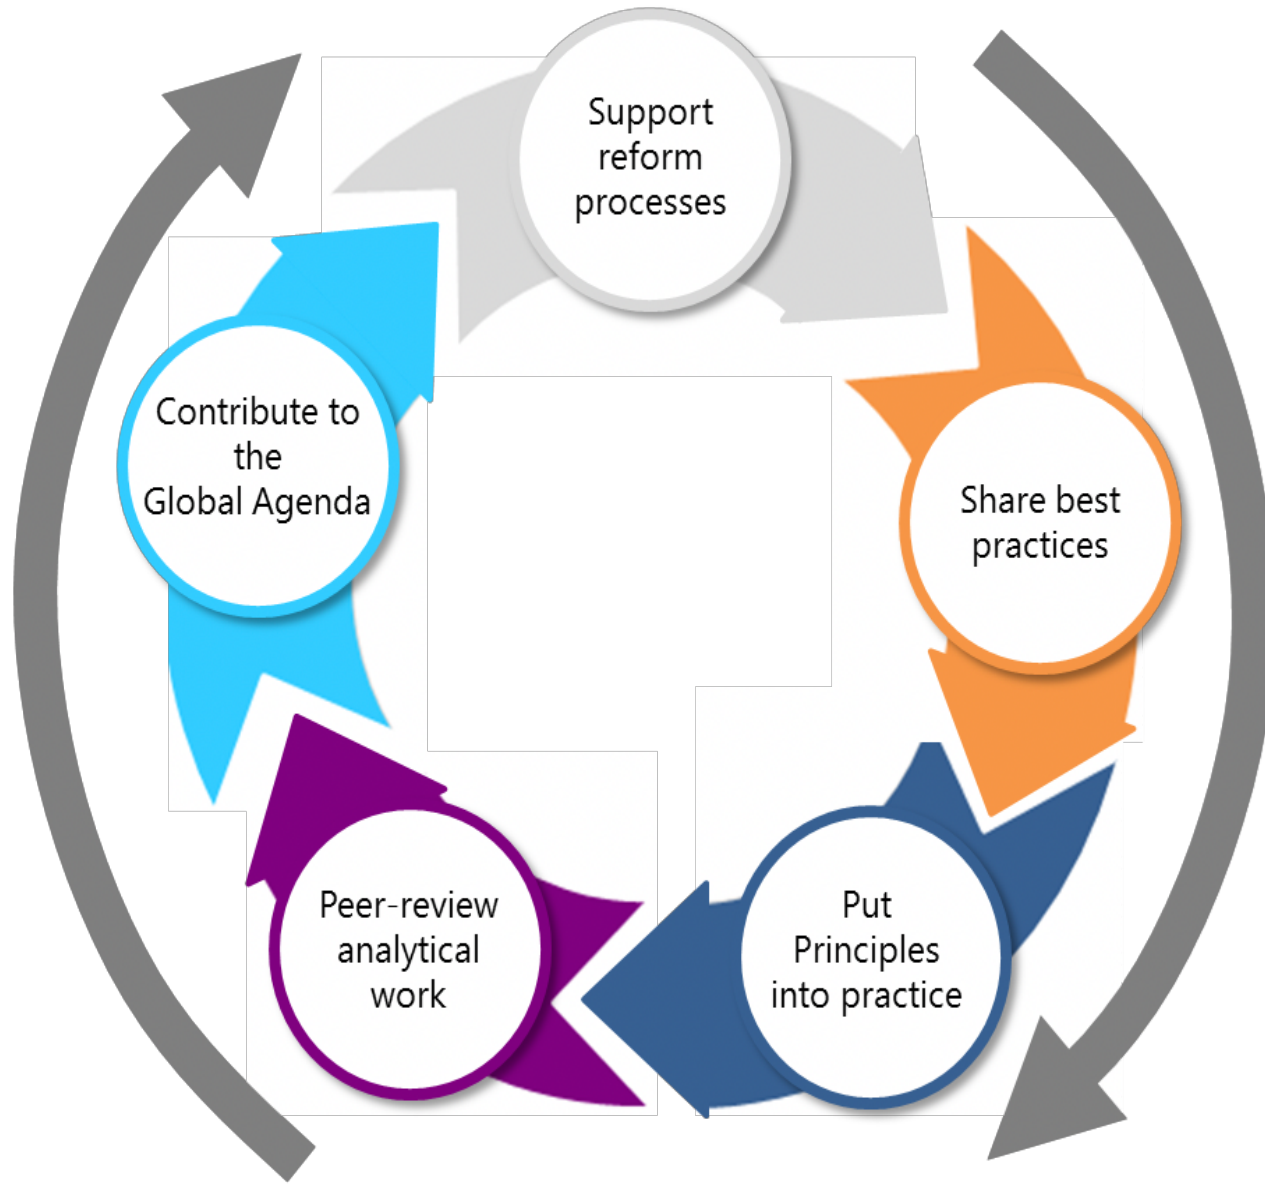 Support
reform
processes
Share best
practices
Put
Principles
into practice
Peer-review
analytical
work
Contribute to
the
Global Agenda